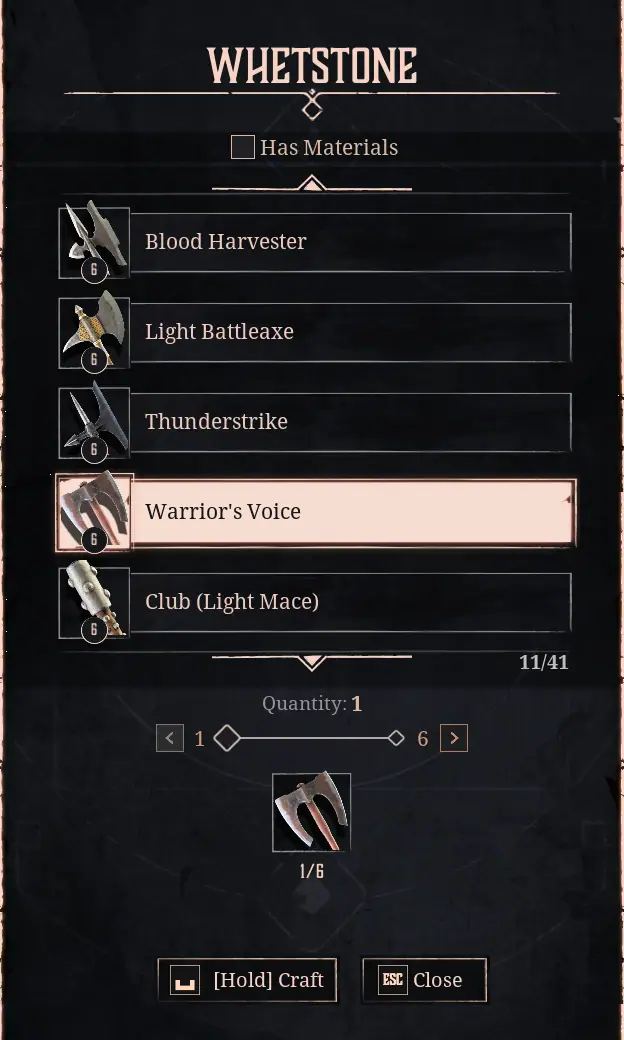 WHETSTONE
Has Materials
6
Blood Harvester
6
Light Battleaxe
6
Thunderstrike
6
Warrior's Voice
6
Club (Light Mace)
11/41
Quantity: 1
< 1 6 >
1/6
[Hold] Craft ESC Close